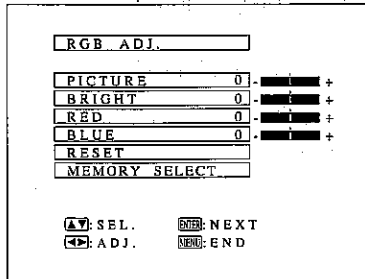 RGB ADJ.
PICTURE 0 - +
BRIGHT 0 - +
RED 0 - +
BLUE 0 - +
RESET
MEMORY SELECT
▲▼: SEL. ENTER: NEXT
◀▶: ADJ. MENU: END